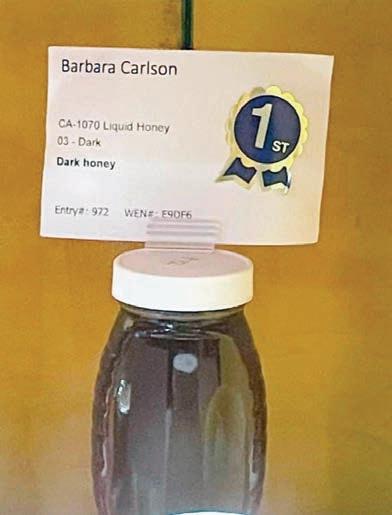 Barbara Carlson
1ST
CA-1070 Liquid Honey
03 - Dark
Dark honey
Entry#: 972 WEN#: E9DF6